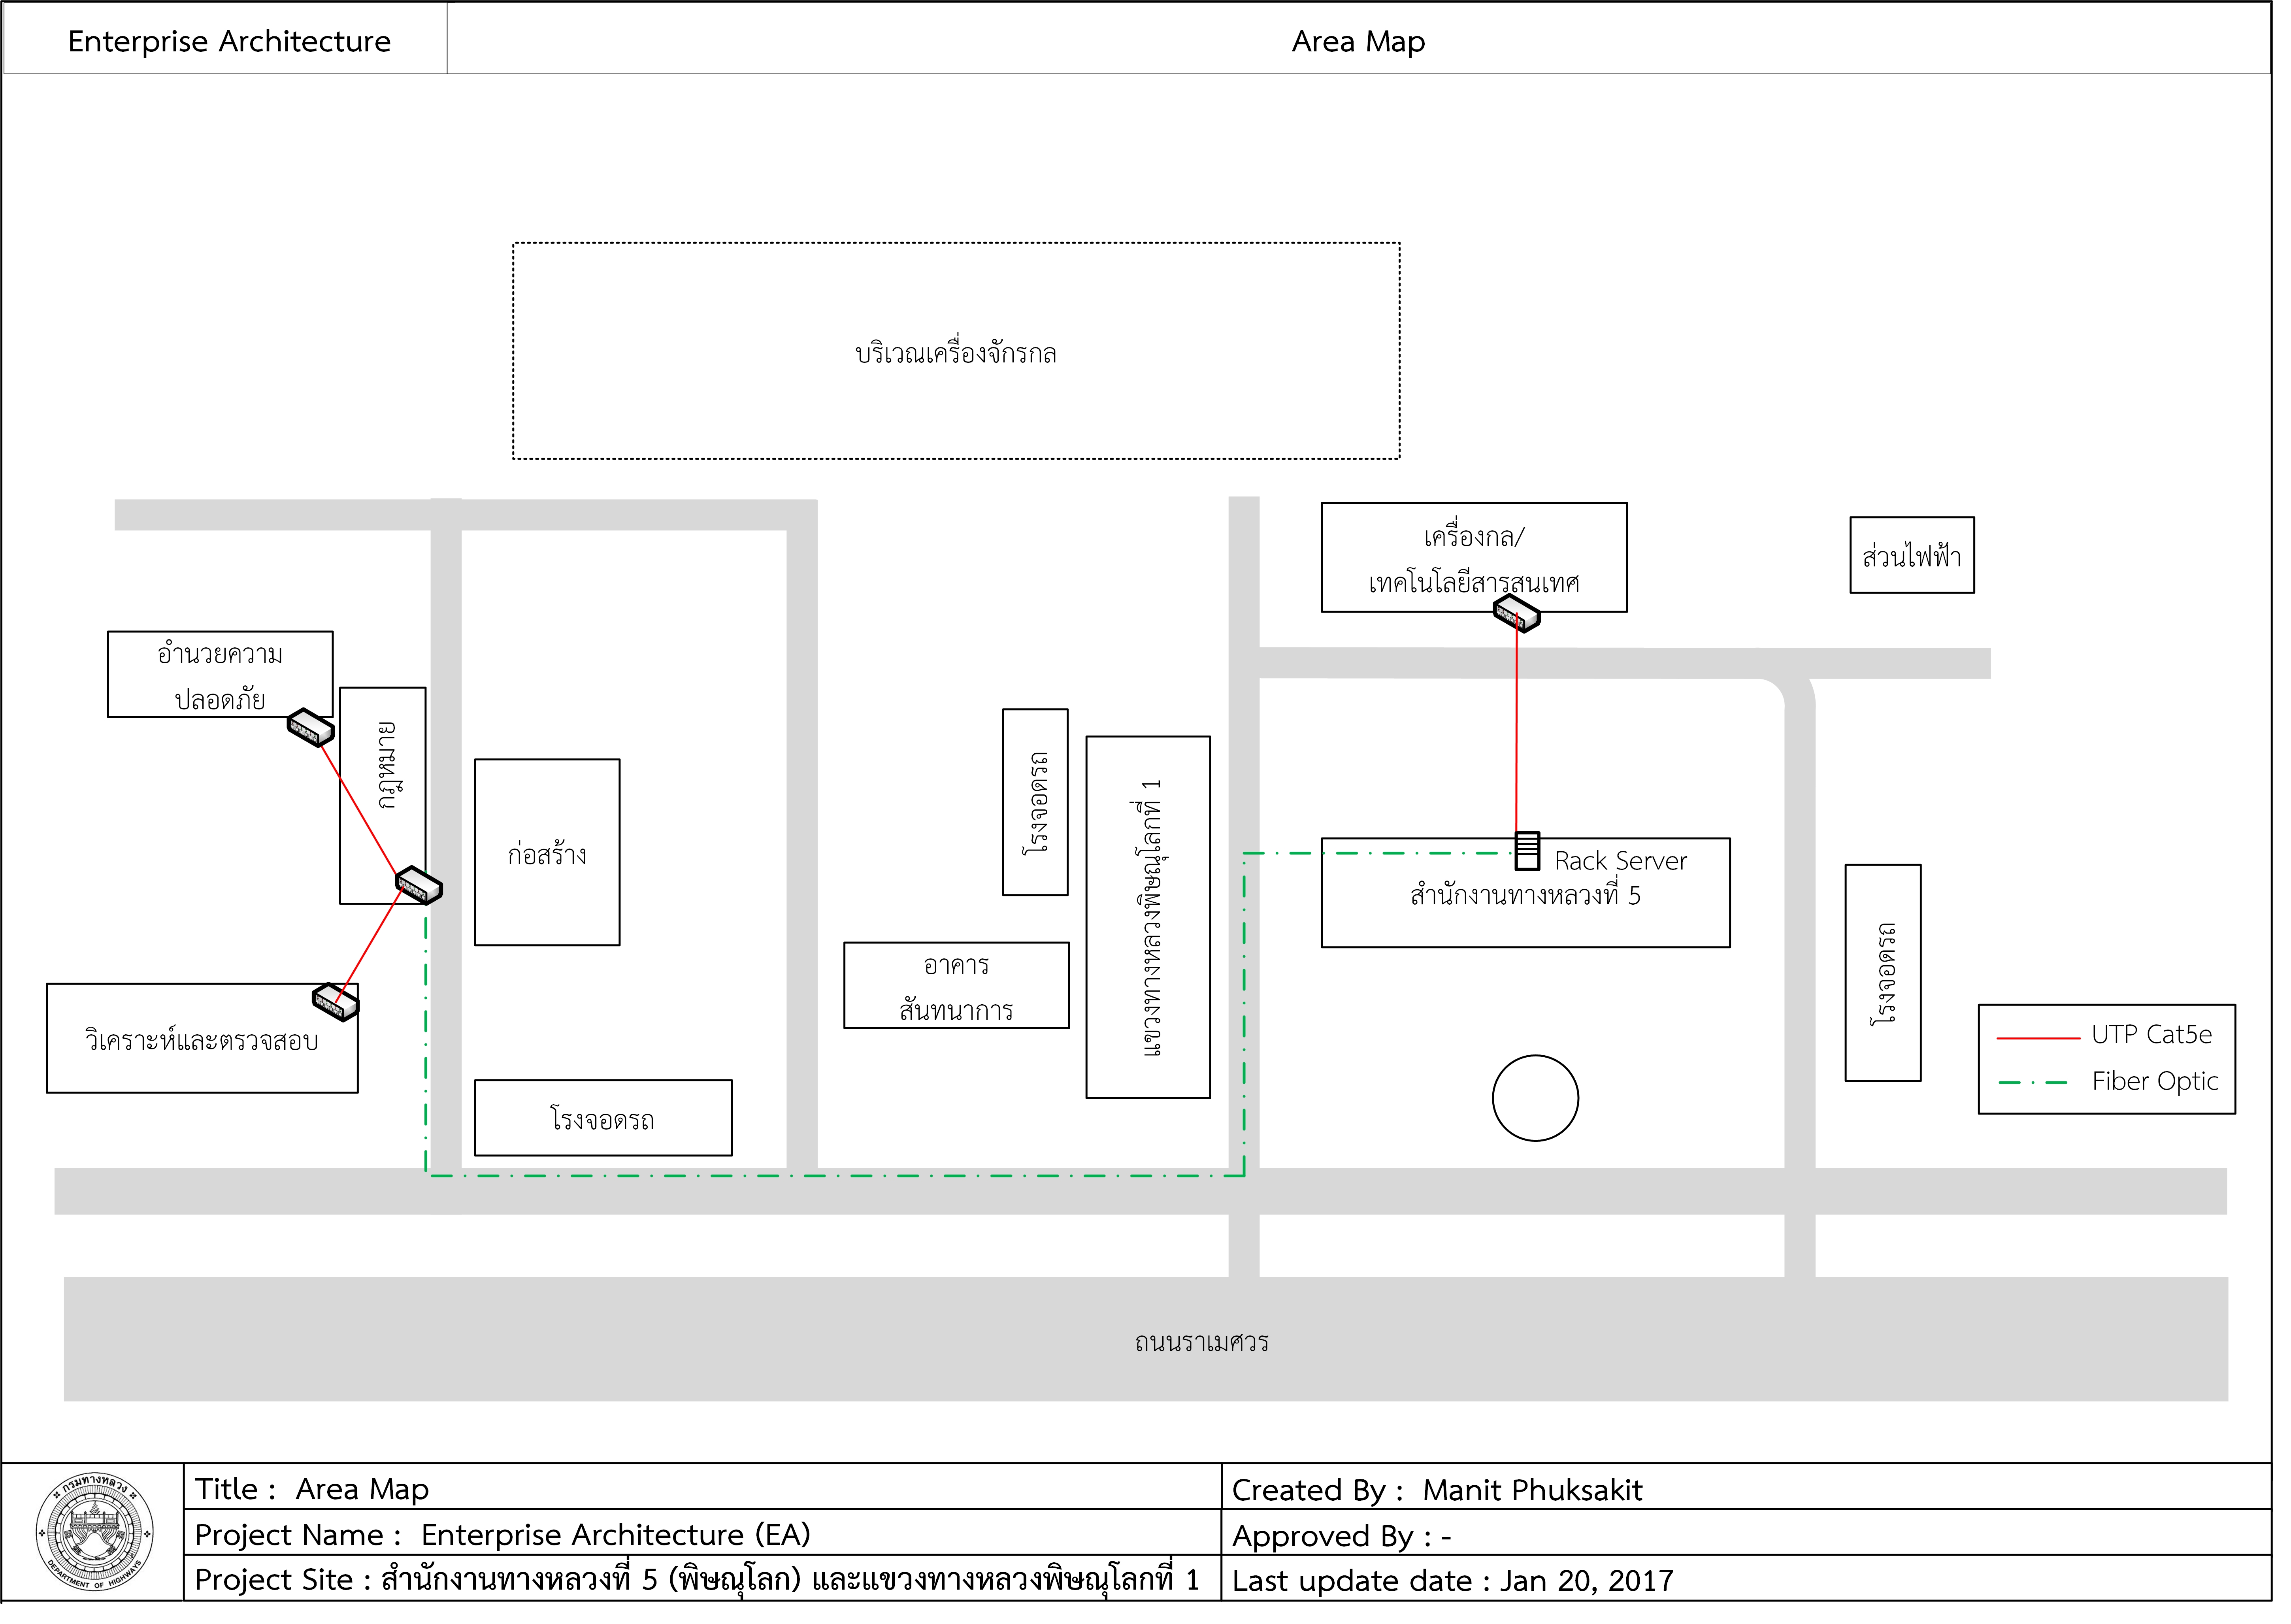 Enterprise Architecture
Area Map
บริเวณเครื่องจักรกล
เครื่องกล/
เทคโนโลยีสารสนเทศ
ส่วนไฟฟ้า
อำนวยความ
ปลอดภัย
กฎหมาย
ก่อสร้าง
โรงจอดรถ
แขวงทางหลวงพิษณุโลกที่ 1
Rack Server
สำนักงานทางหลวงที่ 5
อาคาร
สันทนาการ
โรงจอดรถ
วิเคราะห์และตรวจสอบ
โรงจอดรถ
UTP Cat5e
Fiber Optic
ถนนราเมศวร
กรมทางหลวง
DEPARTMENT OF HIGHWAYS
Title : Area Map
Created By : Manit Phuksakit
Project Name : Enterprise Architecture (EA)
Approved By : -
Project Site : สำนักงานทางหลวงที่ 5 (พิษณุโลก) และแขวงทางหลวงพิษณุโลกที่ 1
Last update date : Jan 20, 2017